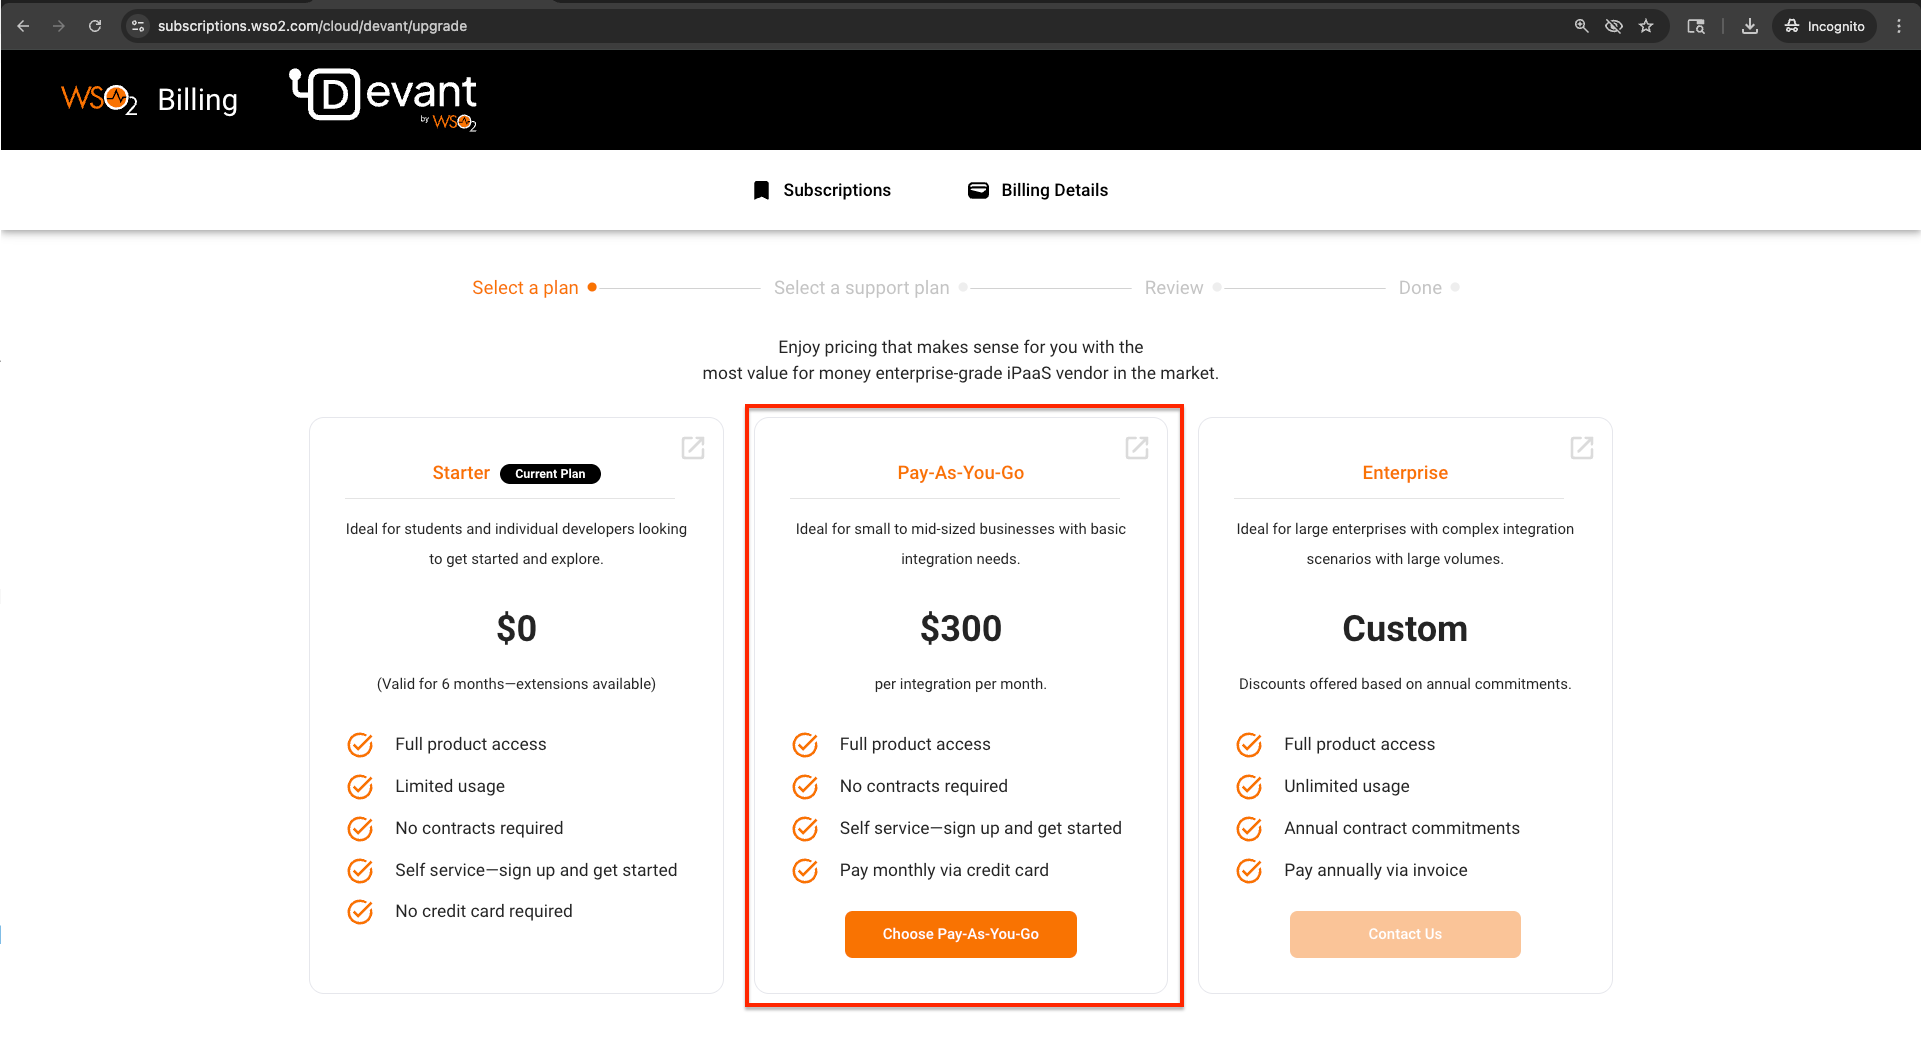 subscriptions.wso2.com/cloud/devant/upgrade
Incognito
WSO2 Billing
Devant
by WSO2
Subscriptions
Billing Details
Select a plan
Select a support plan
Review
Done
Enjoy pricing that makes sense for you with the
most value for money enterprise-grade iPaaS vendor in the market.
Starter
Current Plan
Ideal for students and individual developers looking
to get started and explore.
$0
(Valid for 6 months—extensions available)
Full product access
Limited usage
No contracts required
Self service—sign up and get started
No credit card required
Pay-As-You-Go
Ideal for small to mid-sized businesses with basic
integration needs.
$300
per integration per month.
Full product access
No contracts required
Self service—sign up and get started
Pay monthly via credit card
Choose Pay-As-You-Go
Enterprise
Ideal for large enterprises with complex integration
scenarios with large volumes.
Custom
Discounts offered based on annual commitments.
Full product access
Unlimited usage
Annual contract commitments
Pay annually via invoice
Contact Us